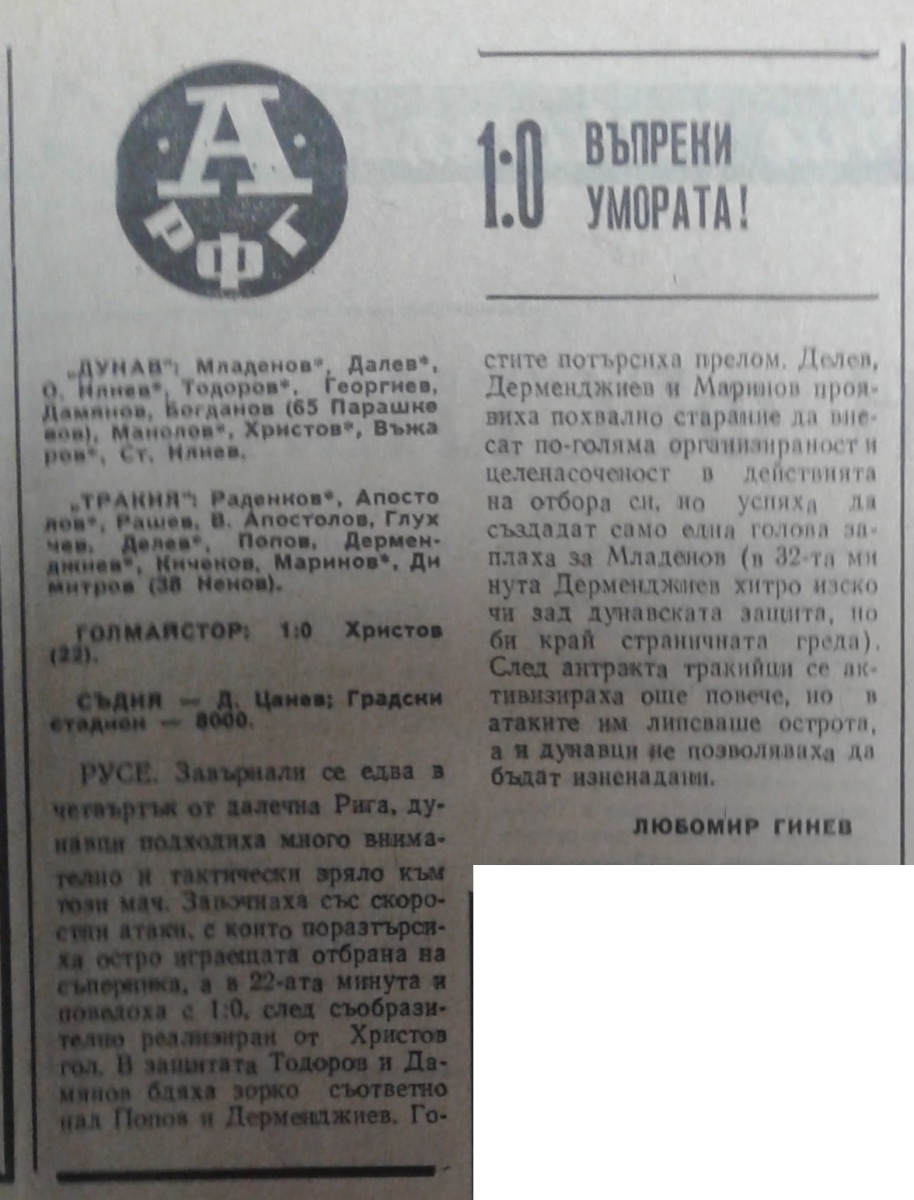 А
РФГ
1:0 ВЪПРЕКИ
УМОРАТА!
„ДУНАВ": Младенов*, Далев*,
О. Илиев*, Тодоров*, Георгиев,
Дамянов, Богданов (65 Парашке
вов), Манолов*, Христов*, Въжа
ров*, Ст. Илиев.
„ТРАКИЯ": Раденков*, Апосто
лов*, Рашев, В. Апостолов, Глух
чев, Делев*, Попов, Дермен-
джиев*, Кичеков, Маринов*, Ди
митров (38 Ненов).
ГОЛМАЙСТОР: 1:0 Христов
(22).
СЪДИЯ — Д. Цанев; Градски
стадион — 8000.
РУСЕ. Завърнали се едва в
четвъртък от далечна Рига, ду-
навци подходиха много внима-
телно и тактически зряло към
този мач. Започнаха със скоро-
стни атаки, с които поразтърси-
ха остро играещата отбрана на
съперника, а в 22-ата минута и
поведоха с 1:0, след съобрази-
телно реализиран от Христов
гол. В защитата Тодоров и Да-
мянов бдяха зорко съответно
над Попов и Дерменджиев. Го-
стите потърсиха прелом. Делев,
Дерменджиев и Маринов проя-
виха похвално старание да вне-
сат по-голяма организираност и
целенасоченост в действията
на отбора си, но успяха да
създадат само една голова за-
плаха за Младенов (в 32-та ми
нута Дерменджиев хитро изско
чи зад дунавската защита, но
би край страничната греда).
След антракта тракийци се ак-
тивизираха още повече, но в
атаките им липсваше острота,
а и дунавци не позволяваха да
бъдат изненадани.
ЛЮБОМИР ГИНЕВ